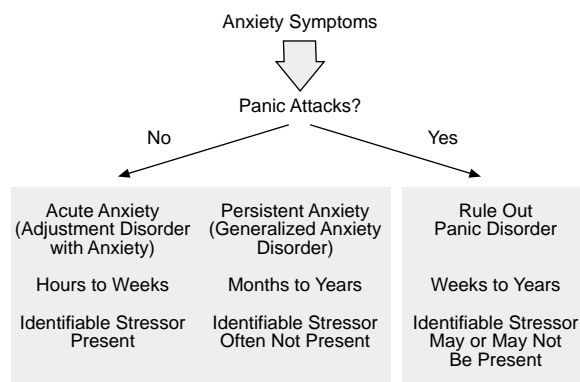 Anxiety Symptoms
Panic Attacks?
No
Yes
Acute Anxiety
(Adjustment Disorder
with Anxiety)
Hours to Weeks
Identifiable Stressor
Present
Persistent Anxiety
(Generalized Anxiety
Disorder)
Months to Years
Identifiable Stressor
Often Not Present
Rule Out
Panic Disorder
Weeks to Years
Identifiable Stressor
May or May Not
Be Present